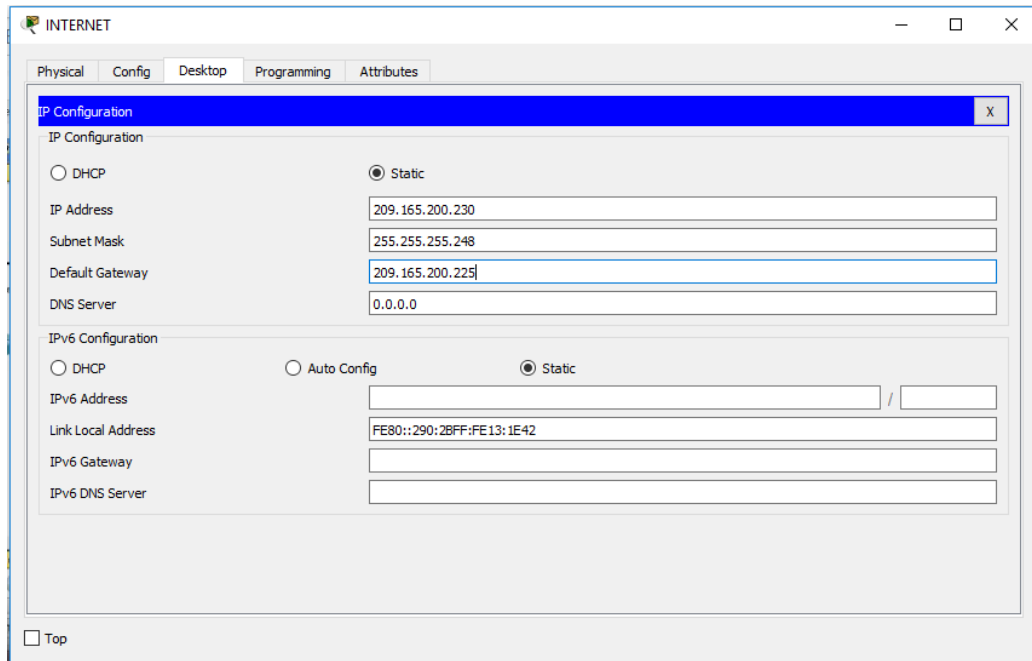 INTERNET
Physical Config Desktop Programming Attributes
IP Configuration X
IP Configuration
DHCP Static
IP Address 209.165.200.230
Subnet Mask 255.255.255.248
Default Gateway 209.165.200.225
DNS Server 0.0.0.0
IPv6 Configuration
DHCP Auto Config Static
IPv6 Address /
Link Local Address FE80::290:2BFF:FE13:1E42
IPv6 Gateway
IPv6 DNS Server
Top